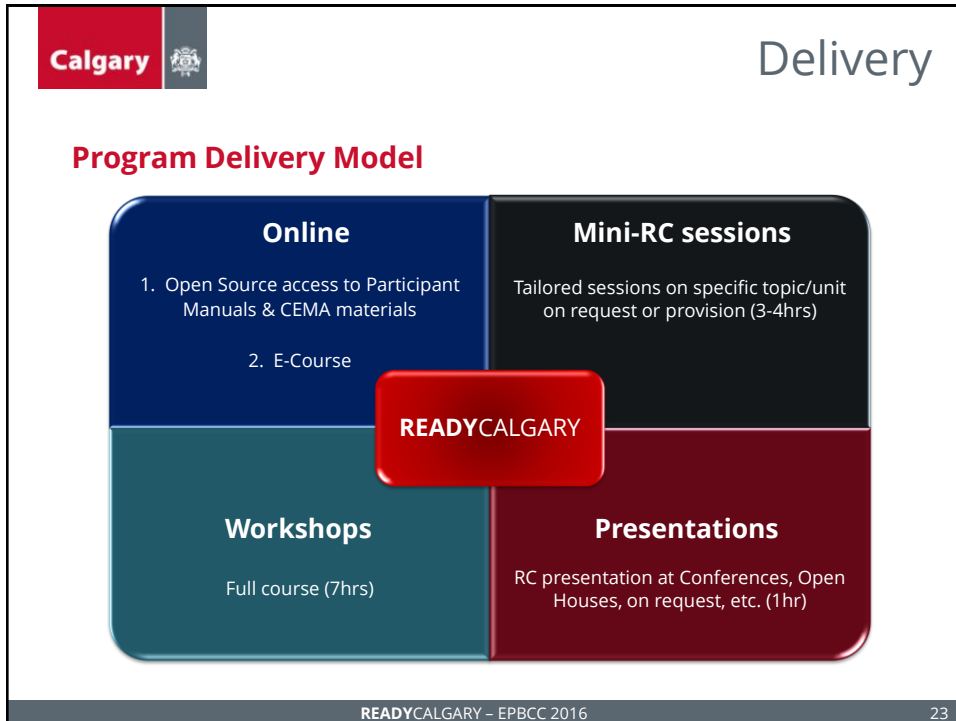 Calgary
Delivery
Program Delivery Model
Online
1. Open Source access to Participant
Manuals & CEMA materials
2. E-Course
Mini-RC sessions
Tailored sessions on specific topic/unit
on request or provision (3-4hrs)
READYCALGARY
Workshops
Full course (7hrs)
Presentations
RC presentation at Conferences, Open
Houses, on request, etc. (1hr)
READYCALGARY – EPBCC 2016
23